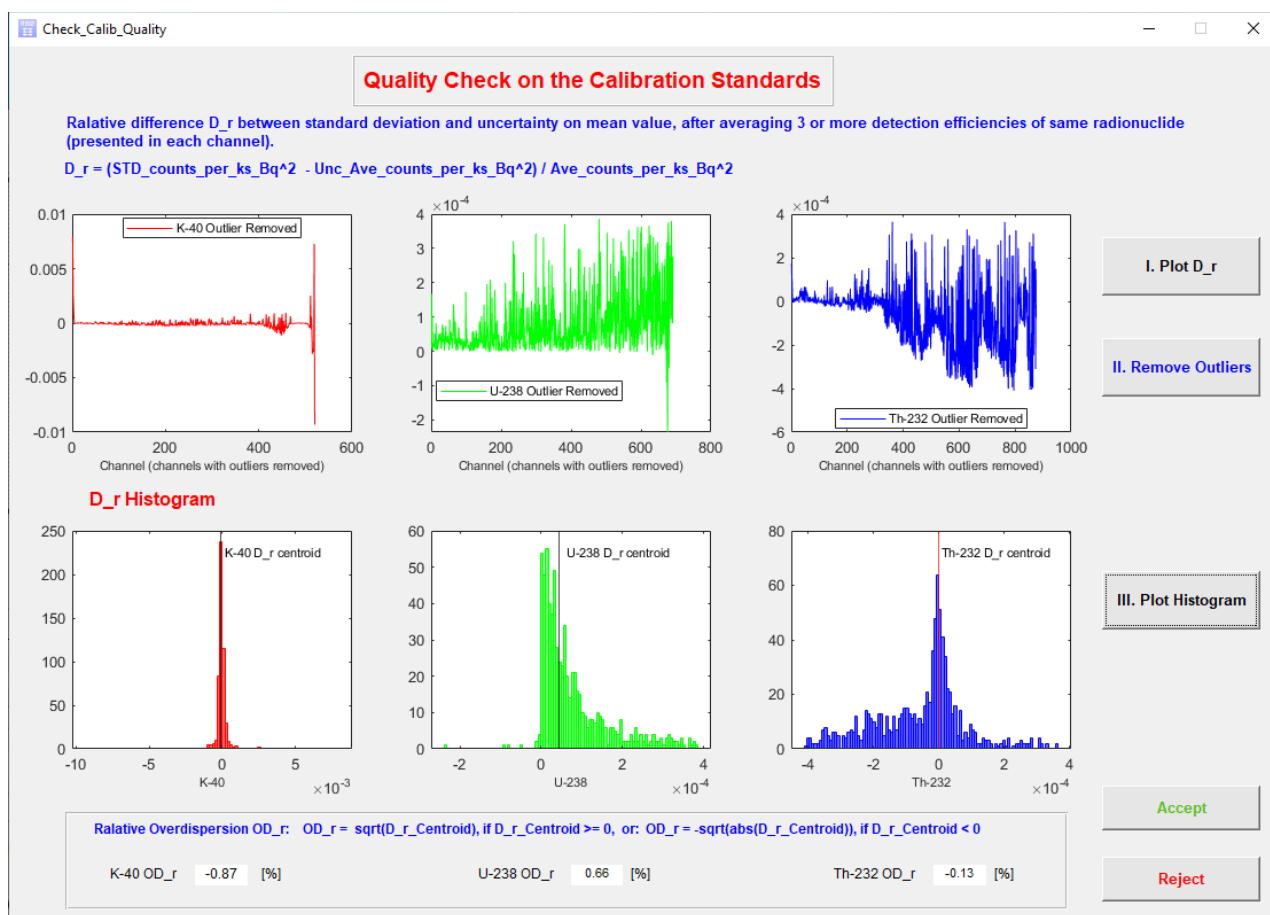 Check_Calib_Quality
Quality Check on the Calibration Standards
Ralative difference D_r between standard deviation and uncertainty on mean value, after averaging 3 or more detection efficiencies of same radionuclide
(presented in each channel).
D_r = (STD_counts_per_ks_Bq^2 - Unc_Ave_counts_per_ks_Bq^2) / Ave_counts_per_ks_Bq^2
0.01
0.005
0
-0.005
-0.01
K-40 Outlier Removed
0 200 400 600
Channel (channels with outliers removed)
×10-4
4
3
2
1
0
-1
-2
U-238 Outlier Removed
0 200 400 600 800
Channel (channels with outliers removed)
×10-4
4
2
0
-2
-4
-6
Th-232 Outlier Removed
0 200 400 600 800 1000
Channel (channels with outliers removed)
I. Plot D_r
II. Remove Outliers
D_r Histogram
250
200
150
100
50
0
K-40 D_r centroid
-10 -5 0 5
K-40
×10-3
60
50
40
30
20
10
0
U-238 D_r centroid
-2 0 2 4
U-238
×10-4
80
60
40
20
0
Th-232 D_r centroid
-4 -2 0 2 4
Th-232
×10-4
III. Plot Histogram
Ralative Overdispersion OD_r: OD_r = sqrt(D_r_Centroid), if D_r_Centroid >= 0, or: OD_r = -sqrt(abs(D_r_Centroid)), if D_r_Centroid < 0
K-40 OD_r -0.87 [%] U-238 OD_r 0.66 [%] Th-232 OD_r -0.13 [%]
Accept
Reject